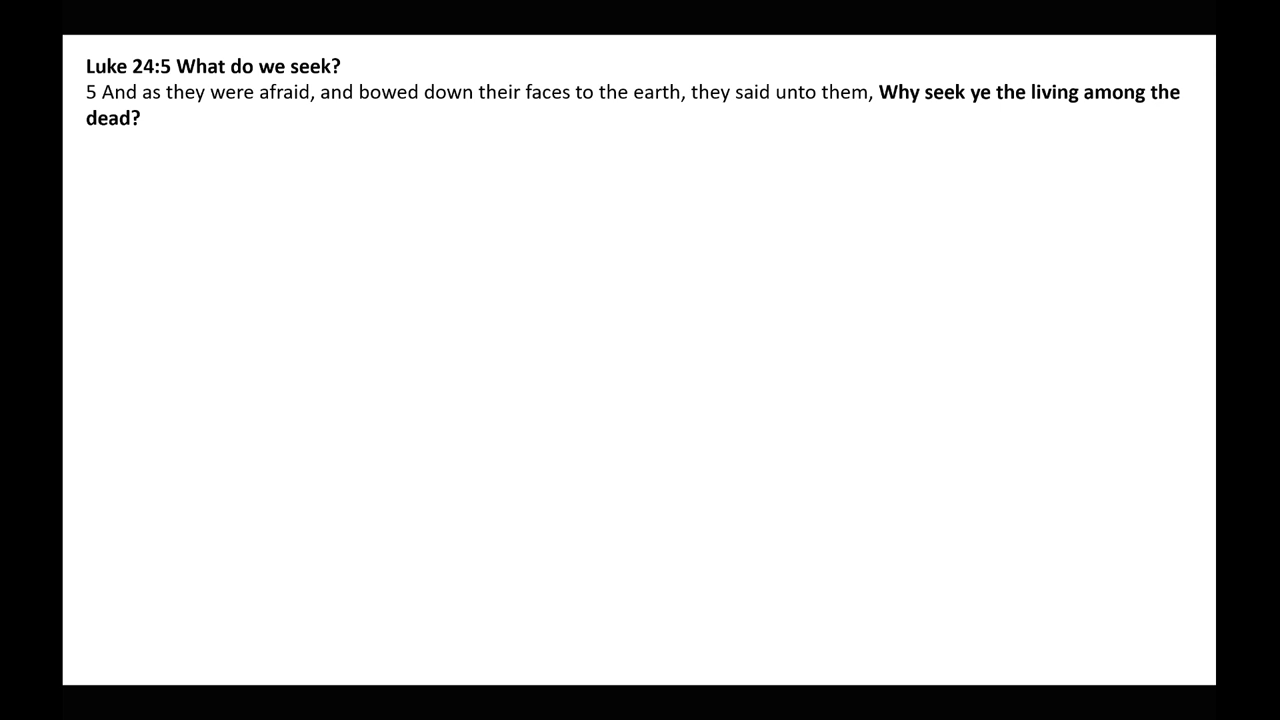 Luke 24:5 What do we seek?
5 And as they were afraid, and bowed down their faces to the earth, they said unto them, Why seek ye the living among the
dead?